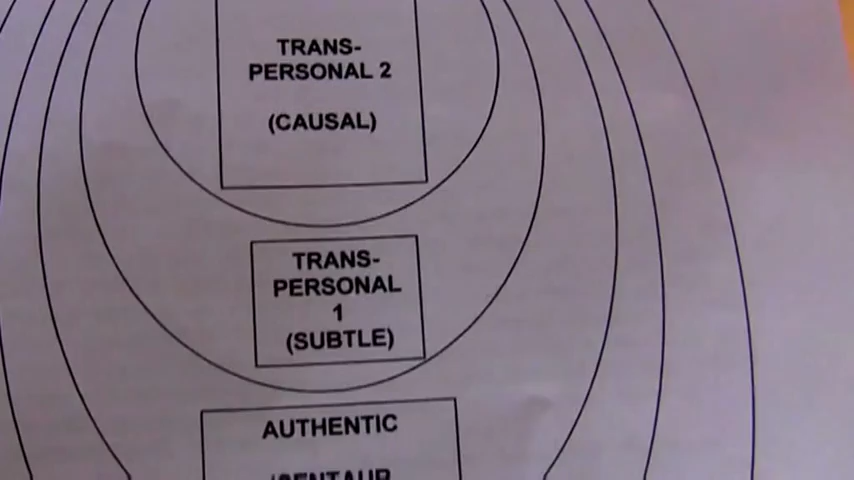 TRANS-
PERSONAL 2
(CAUSAL)
TRANS-
PERSONAL
1
(SUBTLE)
AUTHENTIC